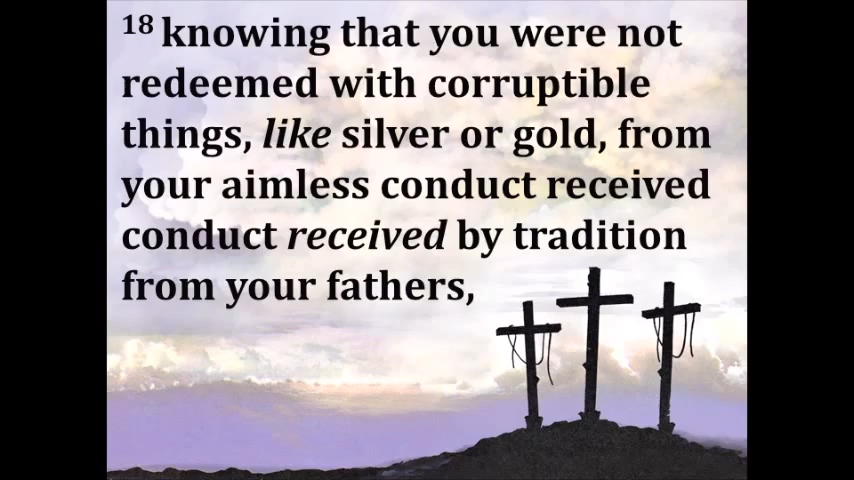 18 knowing that you were not
redeemed with corruptible
things, like silver or gold, from
your aimless conduct received
conduct received by tradition
from your fathers,